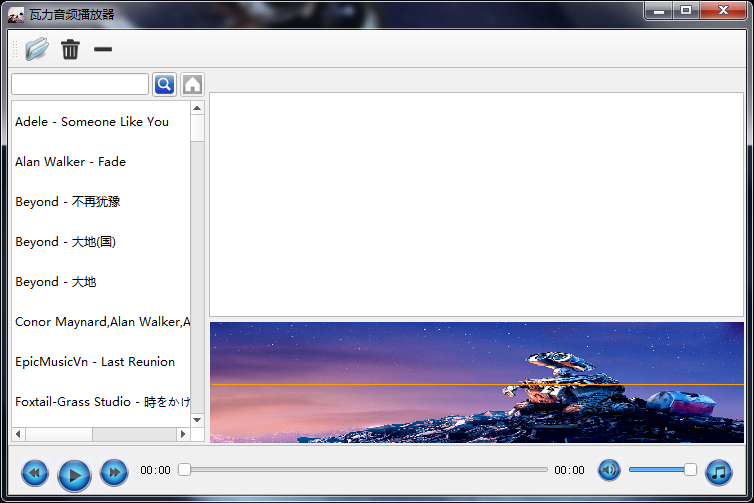 瓦力音频播放器
Adele - Someone Like You
Alan Walker - Fade
Beyond - 不再犹豫
Beyond - 大地(国)
Beyond - 大地
Conor Maynard,Alan Walker,A
EpicMusicVn - Last Reunion
Foxtail-Grass Studio - 時をかけ
00:00
00:00